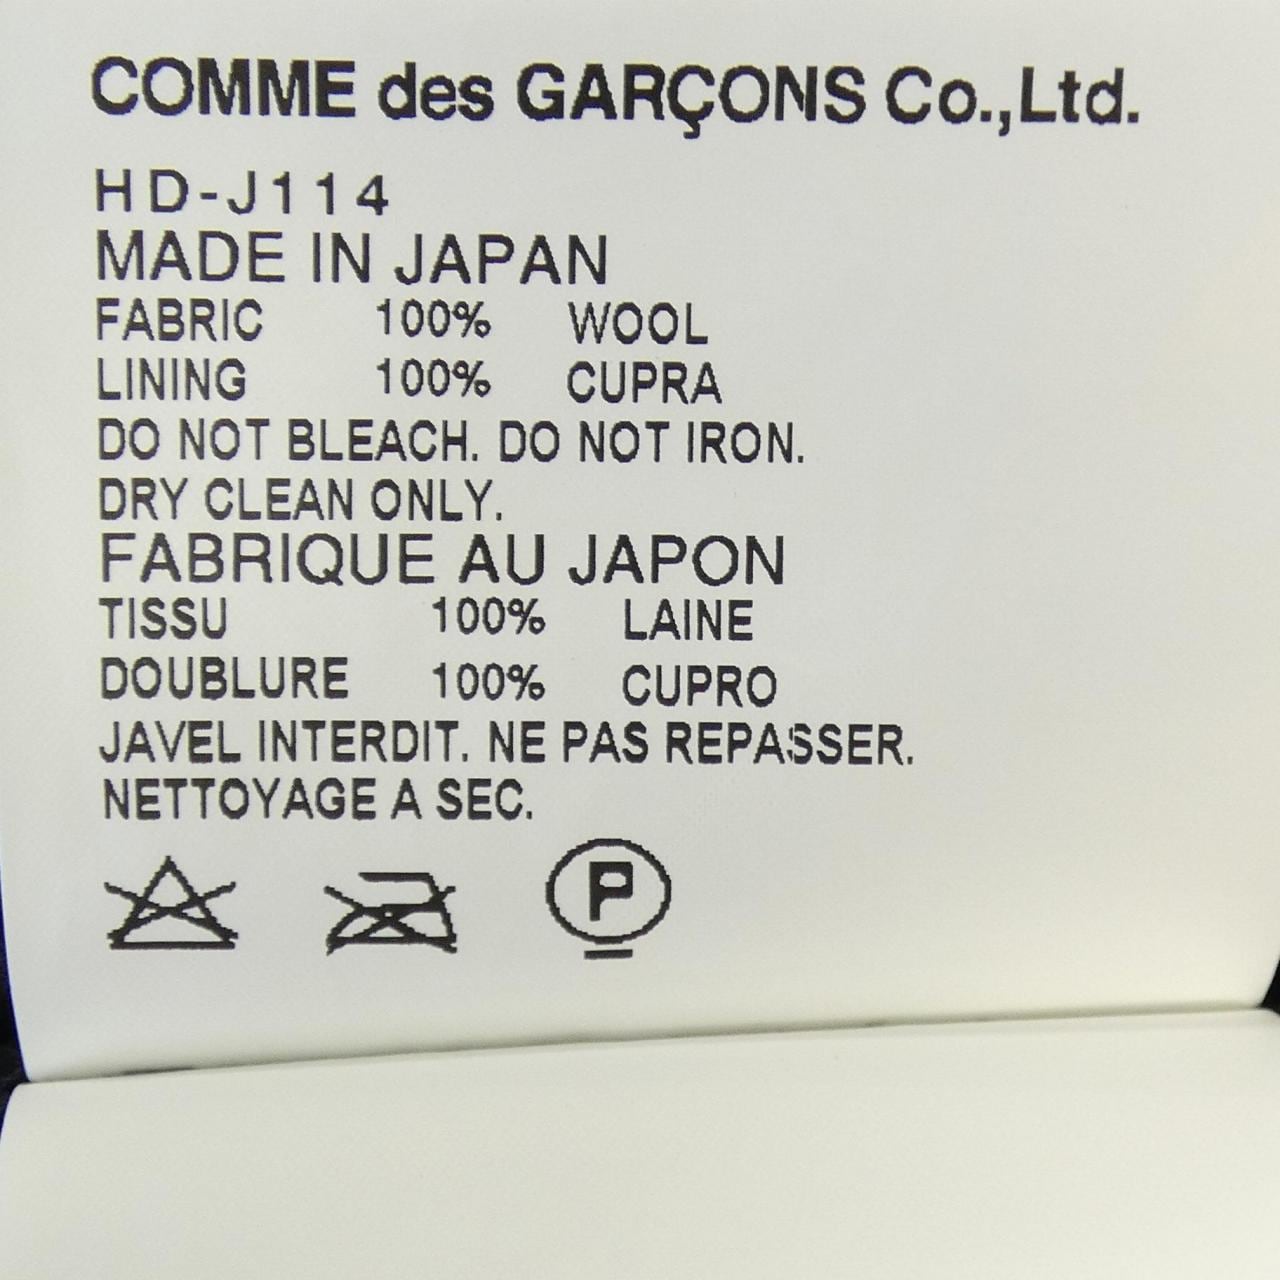 COMME des GARÇONS Co.,Ltd.
HD-J114
MADE IN JAPAN
FABRIC 100% WOOL
LINING 100% CUPRA
DO NOT BLEACH. DO NOT IRON.
DRY CLEAN ONLY.
FABRIQUE AU JAPON
TISSU 100% LAINE
DOUBLURE 100% CUPRO
JAVEL INTERDIT. NE PAS REPASSER.
NETTOYAGE A SEC.
P